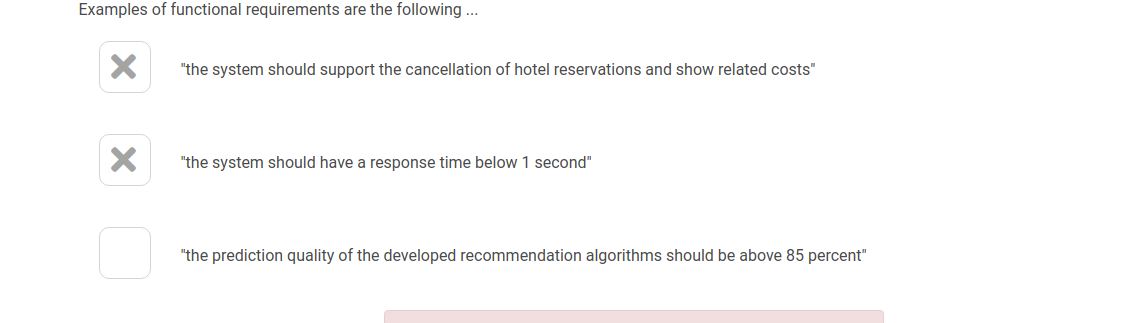 Examples of functional requirements are the following ...
"the system should support the cancellation of hotel reservations and show related costs"
"the system should have a response time below 1 second"
"the prediction quality of the developed recommendation algorithms should be above 85 percent"